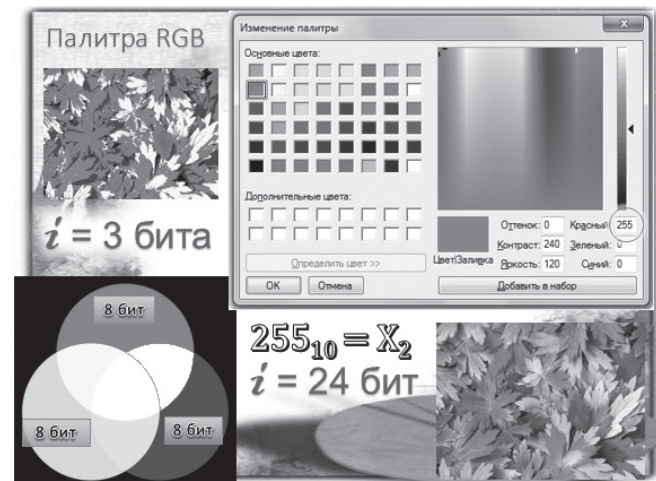 Палитра RGB
i = 3 бита
Изменение палитры
Основные цвета:
Дополнительные цвета:
Определить цвет >>
ОК Отмена
Цвет|Заливка
Оттенок: 0 Красный: 255
Контраст: 240 Зеленый: 0
Яркость: 120 Синий: 0
Добавить в набор
8 бит
8 бит 8 бит
255₁₀ = X₂
i = 24 бит